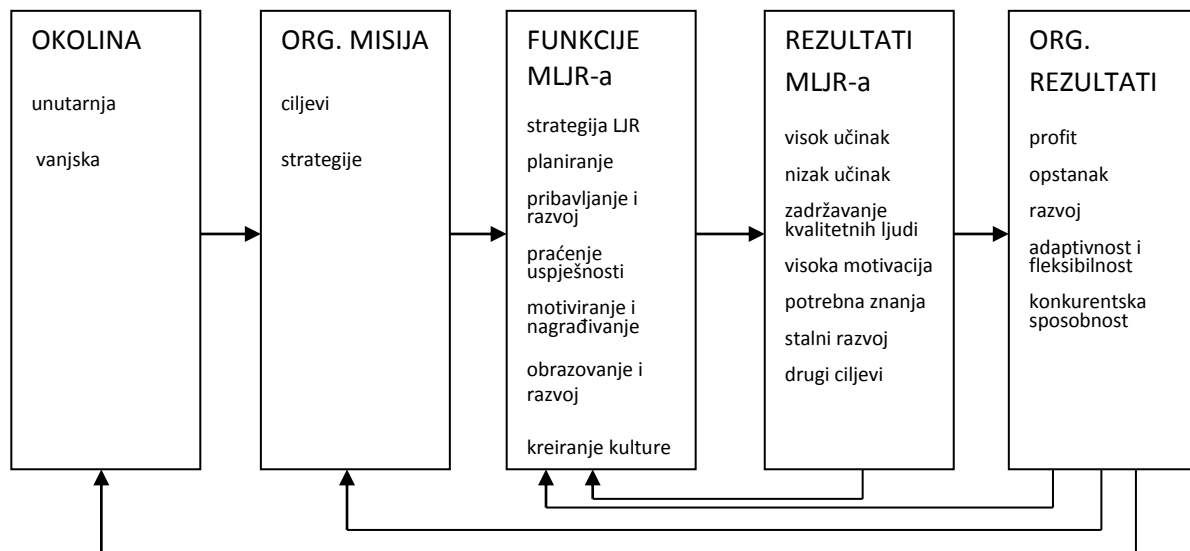 OKOLINA
unutarnja
vanjska
ORG. MISIJA
ciljevi
strategije
FUNKCIJE
MLJR-a
strategija LJR
planiranje
pribavljanje i
razvoj
praćenje
uspješnosti
motiviranje i
nagrađivanje
obrazovanje i
razvoj
kreiranje kulture
REZULTATI
MLJR-a
visok učinak
nizak učinak
zadržavanje
kvalitetnih ljudi
visoka motivacija
potrebna znanja
stalni razvoj
drugi ciljevi
ORG.
REZULTATI
profit
opstanak
razvoj
adaptivnost i
fleksibilnost
konkurentska
sposobnost